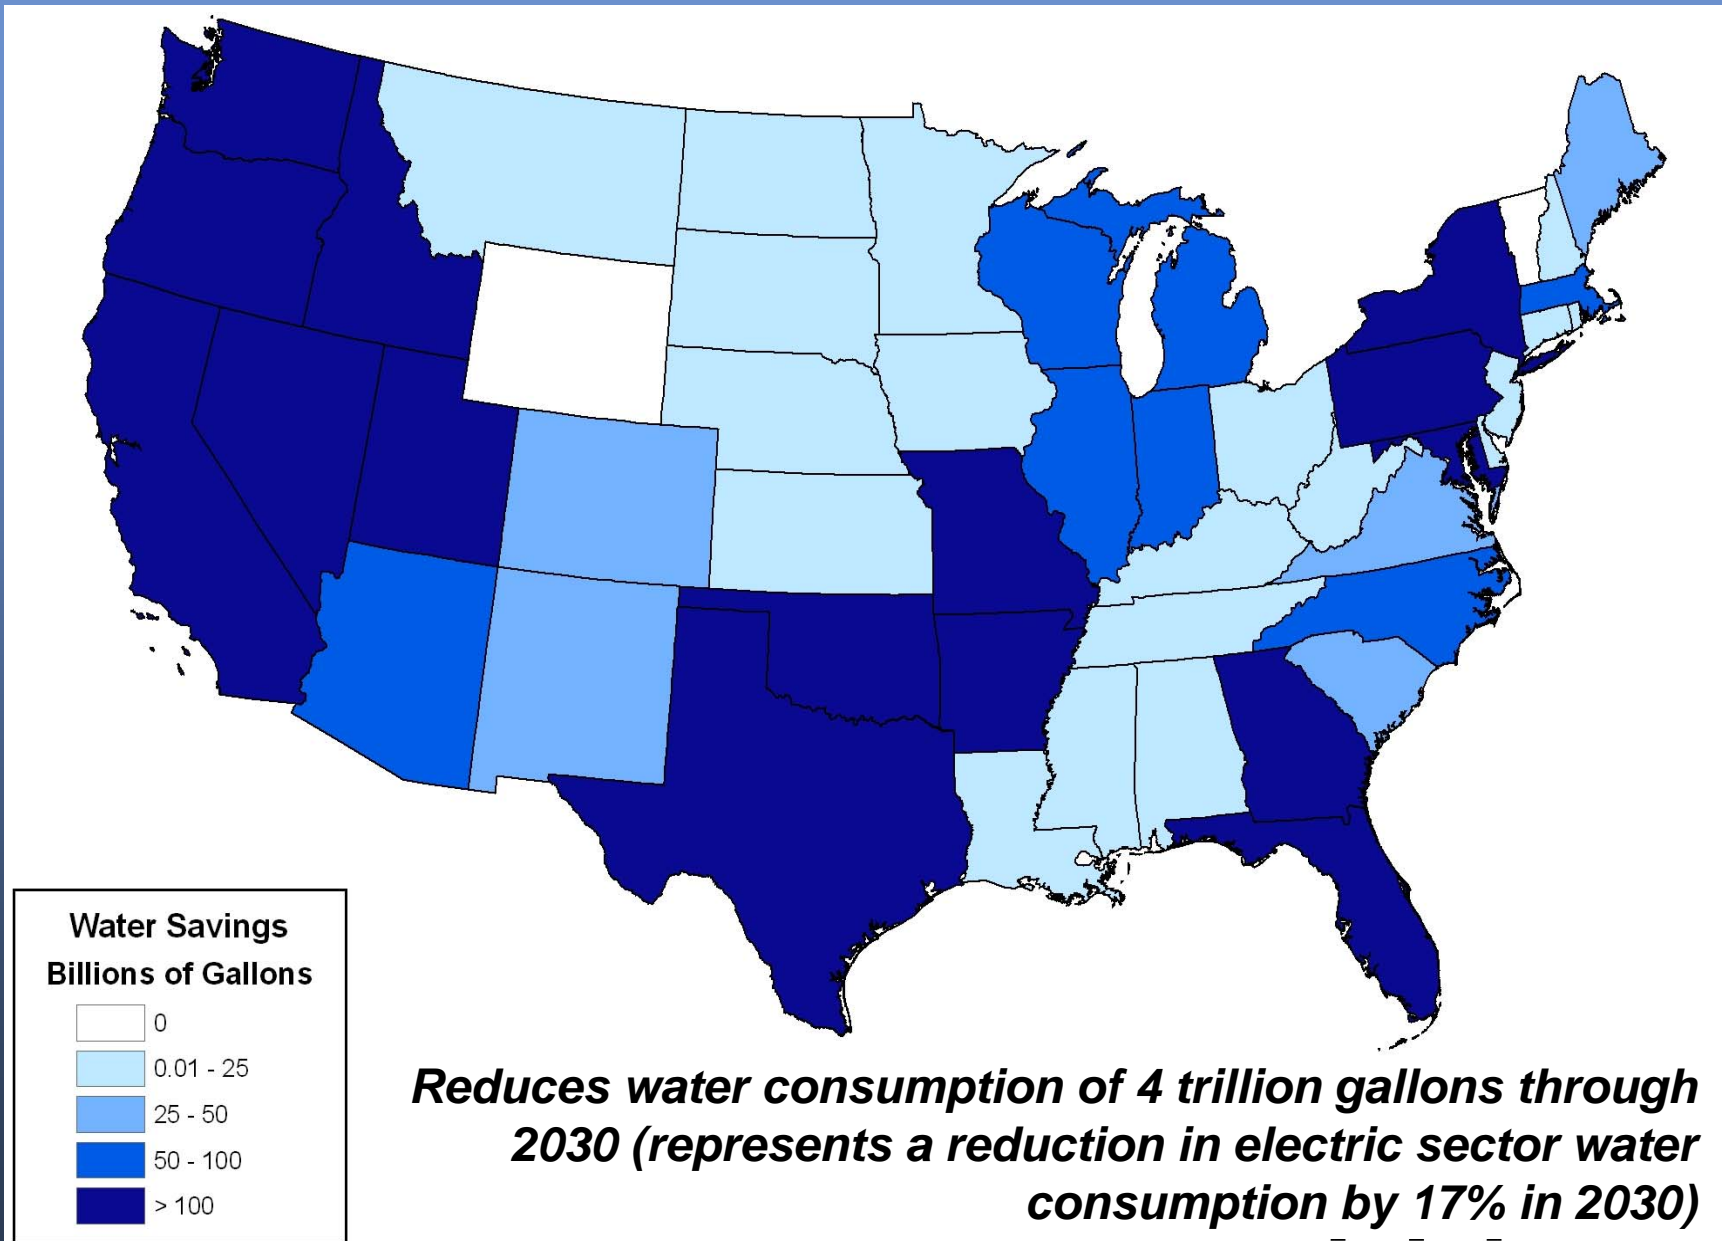 Water Savings
Billions of Gallons
0
0.01 - 25
25 - 50
50 - 100
> 100
Reduces water consumption of 4 trillion gallons through
2030 (represents a reduction in electric sector water
consumption by 17% in 2030)